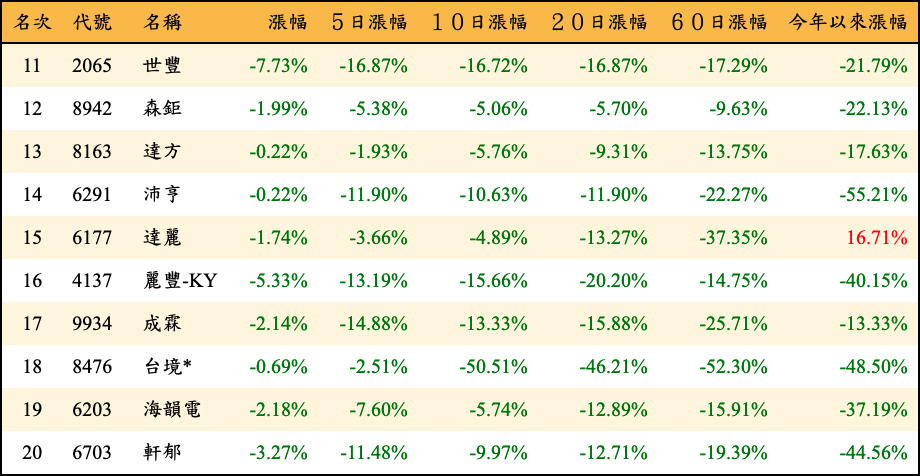 名次 代號 名稱 漲幅 ５日漲幅 １０日漲幅 ２０日漲幅 ６０日漲幅 今年以來漲幅
11 2065 世豐 -7.73% -16.87% -16.72% -16.87% -17.29% -21.79%
12 8942 森鉅 -1.99% -5.38% -5.06% -5.70% -9.63% -22.13%
13 8163 達方 -0.22% -1.93% -5.76% -9.31% -13.75% -17.63%
14 6291 沛亨 -0.22% -11.90% -10.63% -11.90% -22.27% -55.21%
15 6177 達麗 -1.74% -3.66% -4.89% -13.27% -37.35% 16.71%
16 4137 麗豐-KY -5.33% -13.19% -15.66% -20.20% -14.75% -40.15%
17 9934 成霖 -2.14% -14.88% -13.33% -15.88% -25.71% -13.33%
18 8476 台境* -0.69% -2.51% -50.51% -46.21% -52.30% -48.50%
19 6203 海韻電 -2.18% -7.60% -5.74% -12.89% -15.91% -37.19%
20 6703 軒郁 -3.27% -11.48% -9.97% -12.71% -19.39% -44.56%